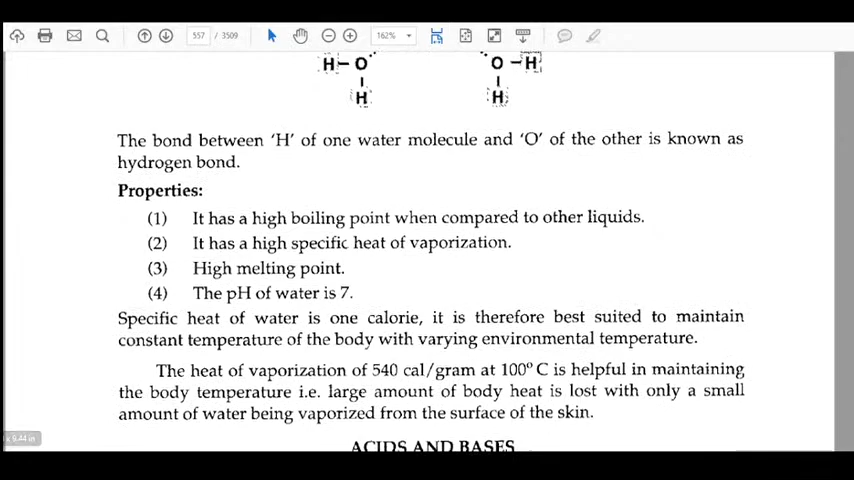 557 / 3509 162%
H – O O – H
H H
The bond between 'H' of one water molecule and 'O' of the other is known as
hydrogen bond.
Properties:
(1) It has a high boiling point when compared to other liquids.
(2) It has a high specific heat of vaporization.
(3) High melting point.
(4) The pH of water is 7.
Specific heat of water is one calorie, it is therefore best suited to maintain
constant temperature of the body with varying environmental temperature.
The heat of vaporization of 540 cal/gram at 100° C is helpful in maintaining
the body temperature i.e. large amount of body heat is lost with only a small
amount of water being vaporized from the surface of the skin.
ACIDS AND BASES